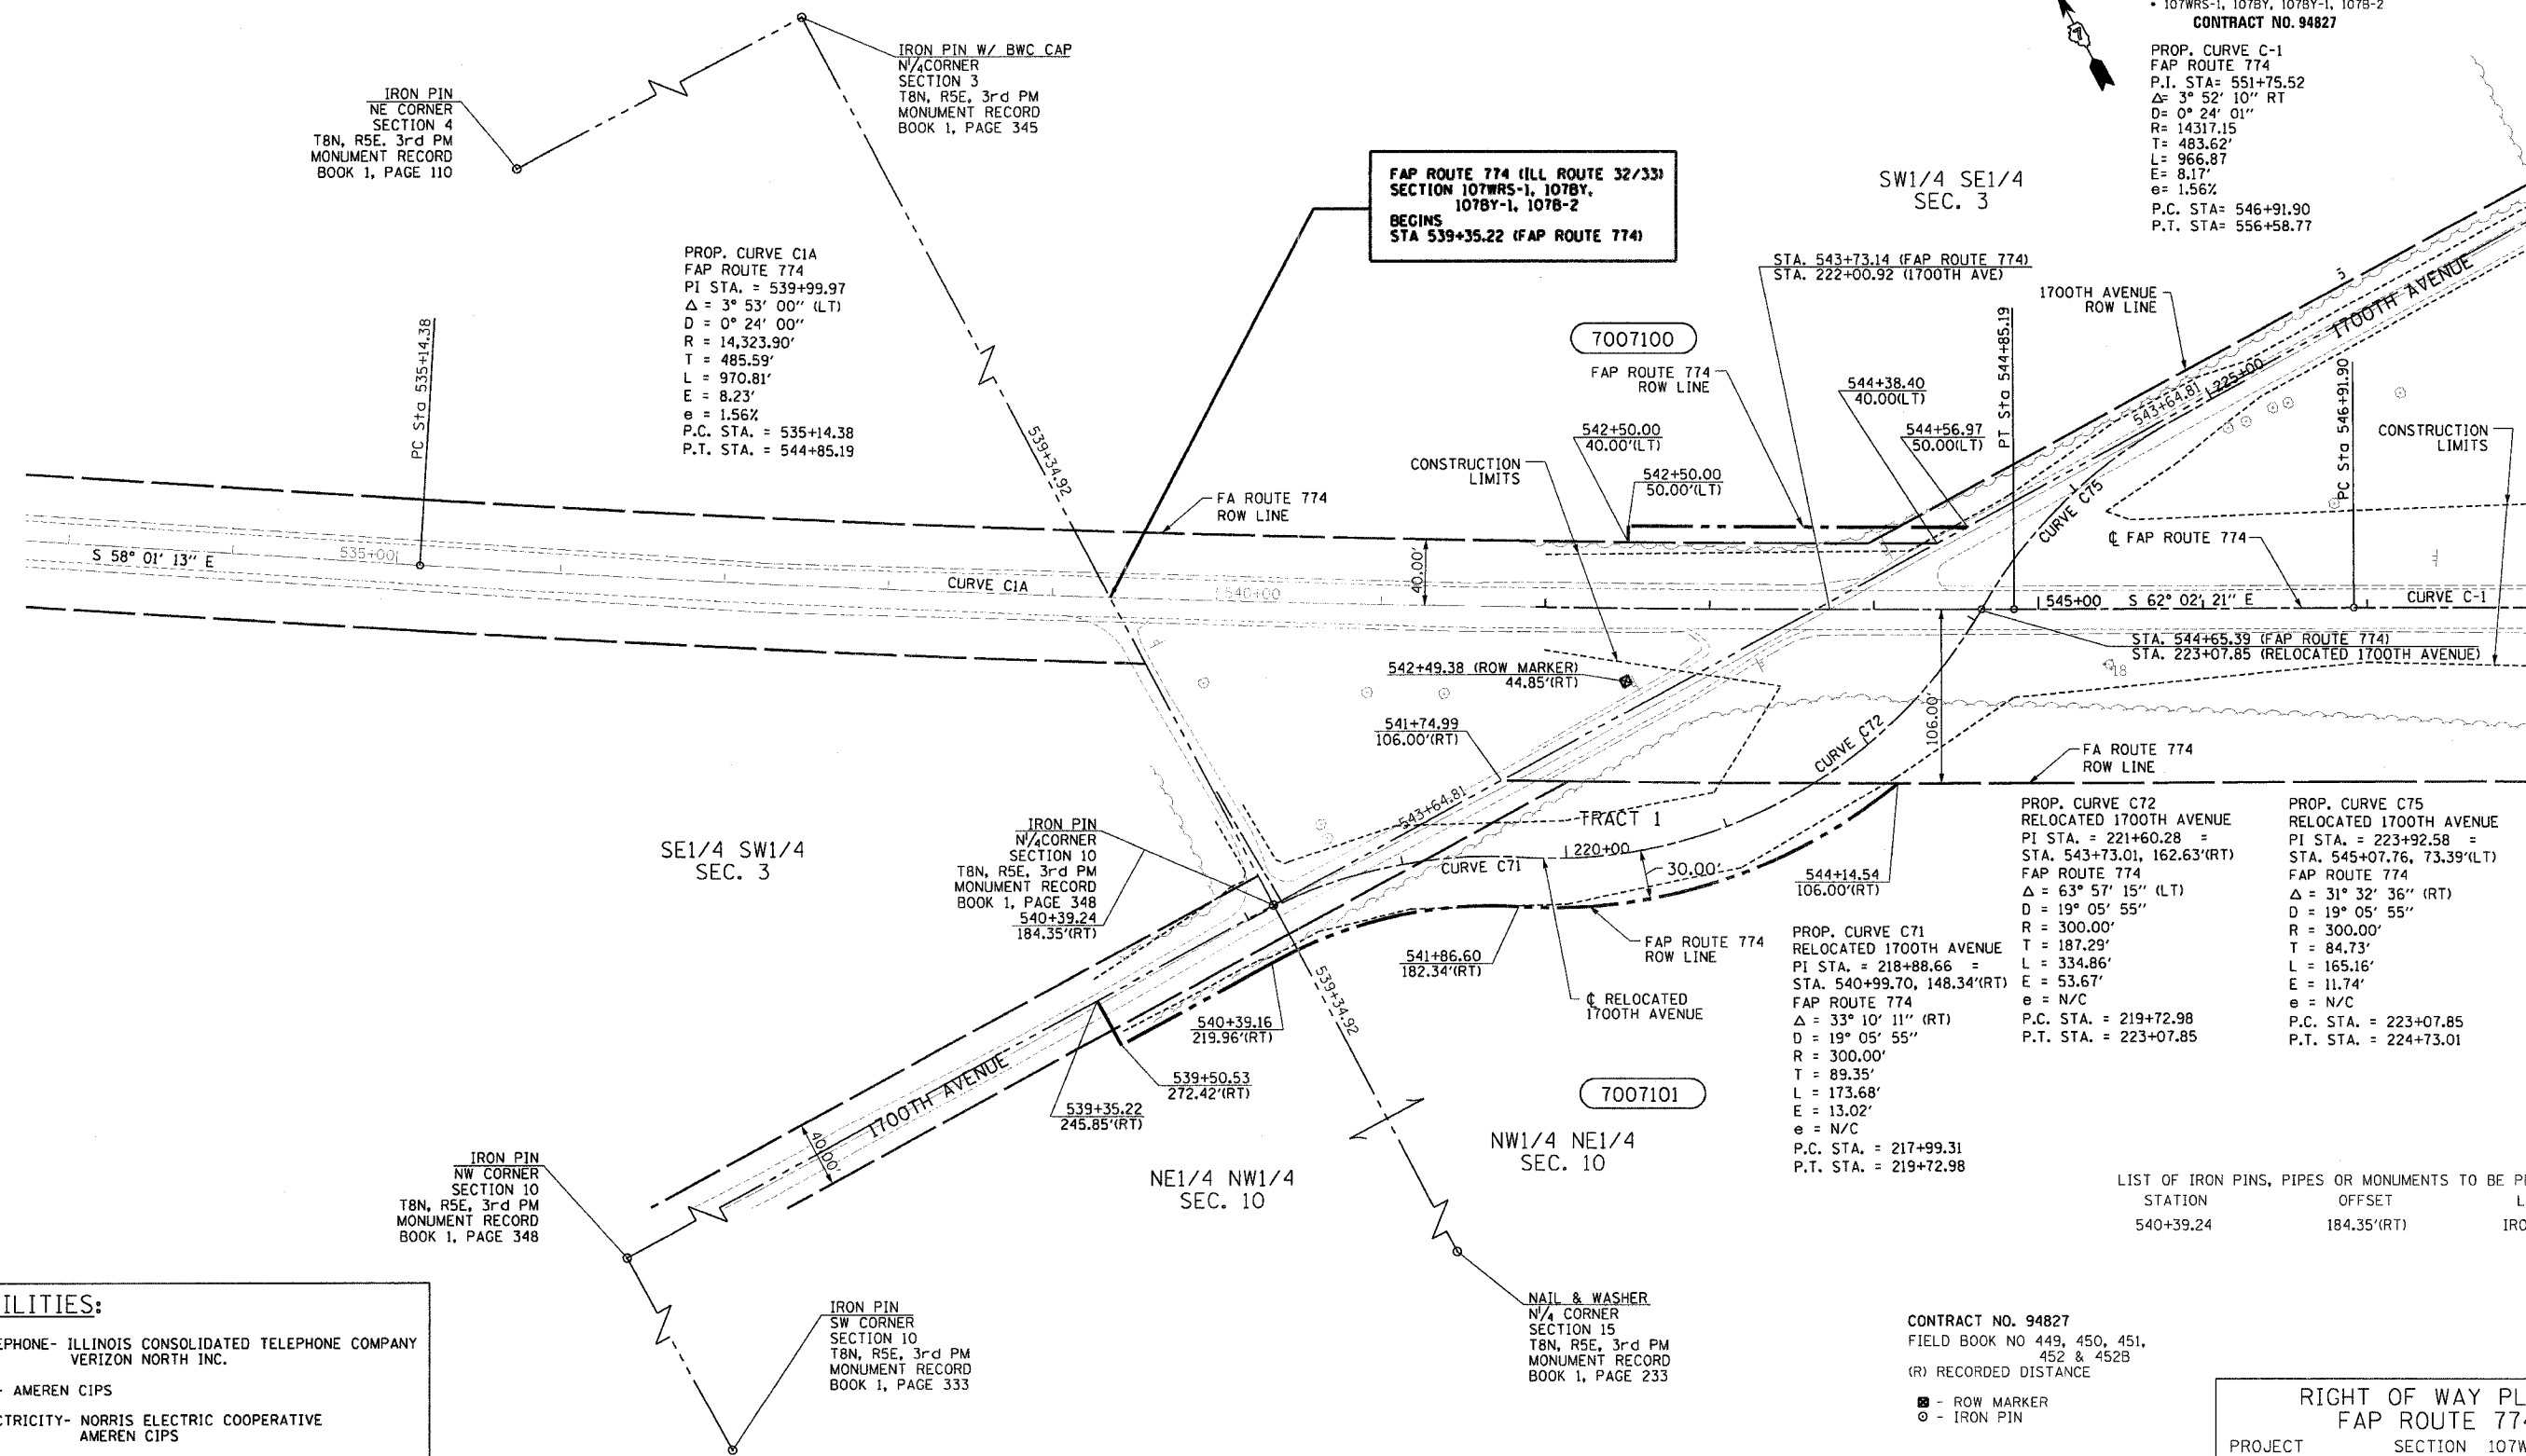 • 107WRS-1, 107BY, 107BY-1, 107B-2
CONTRACT NO. 94827
PROP. CURVE C-1
FAP ROUTE 774
P.I. STA= 551+75.52
Δ= 3° 52' 10" RT
D= 0° 24' 01"
R= 14317.15
T= 483.62'
L= 966.87
E= 8.17'
e= 1.56%
P.C. STA= 546+91.90
P.T. STA= 556+58.77
IRON PIN W/ BWC CAP
N1/4CORNER
SECTION 3
T8N, R5E, 3rd PM
MONUMENT RECORD
BOOK 1, PAGE 345
IRON PIN
NE CORNER
SECTION 4
T8N, R5E. 3rd PM
MONUMENT RECORD
BOOK 1, PAGE 110
FAP ROUTE 774 (ILL ROUTE 32/33)
SECTION 107WRS-1, 107BY,
107BY-1, 107B-2
BEGINS
STA 539+35.22 (FAP ROUTE 774)
SW1/4 SE1/4
SEC. 3
PROP. CURVE C1A
FAP ROUTE 774
PI STA. = 539+99.97
Δ = 3° 53' 00" (LT)
D = 0° 24' 00"
R = 14,323.90'
T = 485.59'
L = 970.81'
E = 8.23'
e = 1.56%
P.C. STA. = 535+14.38
P.T. STA. = 544+85.19
PC Sta 535+14.38
539+34.92
7007100
FAP ROUTE 774
ROW LINE
STA. 543+73.14 (FAP ROUTE 774)
STA. 222+00.92 (1700TH AVE)
1700TH AVENUE
ROW LINE
1700TH AVENUE
5
PT Sta 544+85.19
PC Sta 546+91.90
543+64.81
225+00
544+38.40
40.00(LT)
544+56.97
50.00(LT)
542+50.00
40.00'(LT)
542+50.00
50.00'(LT)
CONSTRUCTION
LIMITS
CONSTRUCTION
LIMITS
FA ROUTE 774
ROW LINE
CURVE C75
℄ FAP ROUTE 774
S 58° 01' 13" E
535+00
CURVE C1A
540+00
40.00'
545+00
S 62° 02' 21" E
CURVE C-1
STA. 544+65.39 (FAP ROUTE 774)
STA. 223+07.85 (RELOCATED 1700TH AVENUE)
18
542+49.38 (ROW MARKER)
44.85'(RT)
541+74.99
106.00'(RT)
106.00'
CURVE C72
FA ROUTE 774
ROW LINE
543+64.81
TRACT 1
220+00
CURVE C71
30.00'
544+14.54
106.00'(RT)
SE1/4 SW1/4
SEC. 3
IRON PIN
N1/4CORNER
SECTION 10
T8N, R5E, 3rd PM
MONUMENT RECORD
BOOK 1, PAGE 348
540+39.24
184.35'(RT)
541+86.60
182.34'(RT)
FAP ROUTE 774
ROW LINE
℄ RELOCATED
1700TH AVENUE
539+34.92
540+39.16
219.96'(RT)
539+50.53
272.42'(RT)
539+35.22
245.85'(RT)
1700TH AVENUE
40.00'
7007101
PROP. CURVE C71
RELOCATED 1700TH AVENUE
PI STA. = 218+88.66 =
STA. 540+99.70, 148.34'(RT)
FAP ROUTE 774
Δ = 33° 10' 11" (RT)
D = 19° 05' 55"
R = 300.00'
T = 89.35'
L = 173.68'
E = 13.02'
e = N/C
P.C. STA. = 217+99.31
P.T. STA. = 219+72.98
PROP. CURVE C72
RELOCATED 1700TH AVENUE
PI STA. = 221+60.28 =
STA. 543+73.01, 162.63'(RT)
FAP ROUTE 774
Δ = 63° 57' 15" (LT)
D = 19° 05' 55"
R = 300.00'
T = 187.29'
L = 334.86'
E = 53.67'
e = N/C
P.C. STA. = 219+72.98
P.T. STA. = 223+07.85
PROP. CURVE C75
RELOCATED 1700TH AVENUE
PI STA. = 223+92.58 =
STA. 545+07.76, 73.39'(LT)
FAP ROUTE 774
Δ = 31° 32' 36" (RT)
D = 19° 05' 55"
R = 300.00'
T = 84.73'
L = 165.16'
E = 11.74'
e = N/C
P.C. STA. = 223+07.85
P.T. STA. = 224+73.01
NW1/4 NE1/4
SEC. 10
NE1/4 NW1/4
SEC. 10
IRON PIN
NW CORNER
SECTION 10
T8N, R5E, 3rd PM
MONUMENT RECORD
BOOK 1, PAGE 348
LIST OF IRON PINS, PIPES OR MONUMENTS TO BE P
STATION OFFSET L
540+39.24 184.35'(RT) IRO
IRON PIN
SW CORNER
SECTION 10
T8N, R5E, 3rd PM
MONUMENT RECORD
BOOK 1, PAGE 333
NAIL & WASHER
N1/4 CORNER
SECTION 15
T8N, R5E, 3rd PM
MONUMENT RECORD
BOOK 1, PAGE 233
ILITIES:
EPHONE- ILLINOIS CONSOLIDATED TELEPHONE COMPANY
VERIZON NORTH INC.
- AMEREN CIPS
CTRICITY- NORRIS ELECTRIC COOPERATIVE
AMEREN CIPS
CONTRACT NO. 94827
FIELD BOOK NO 449, 450, 451,
452 & 452B
(R) RECORDED DISTANCE
- ROW MARKER
- IRON PIN
RIGHT OF WAY PL
FAP ROUTE 774
PROJECT SECTION 107W